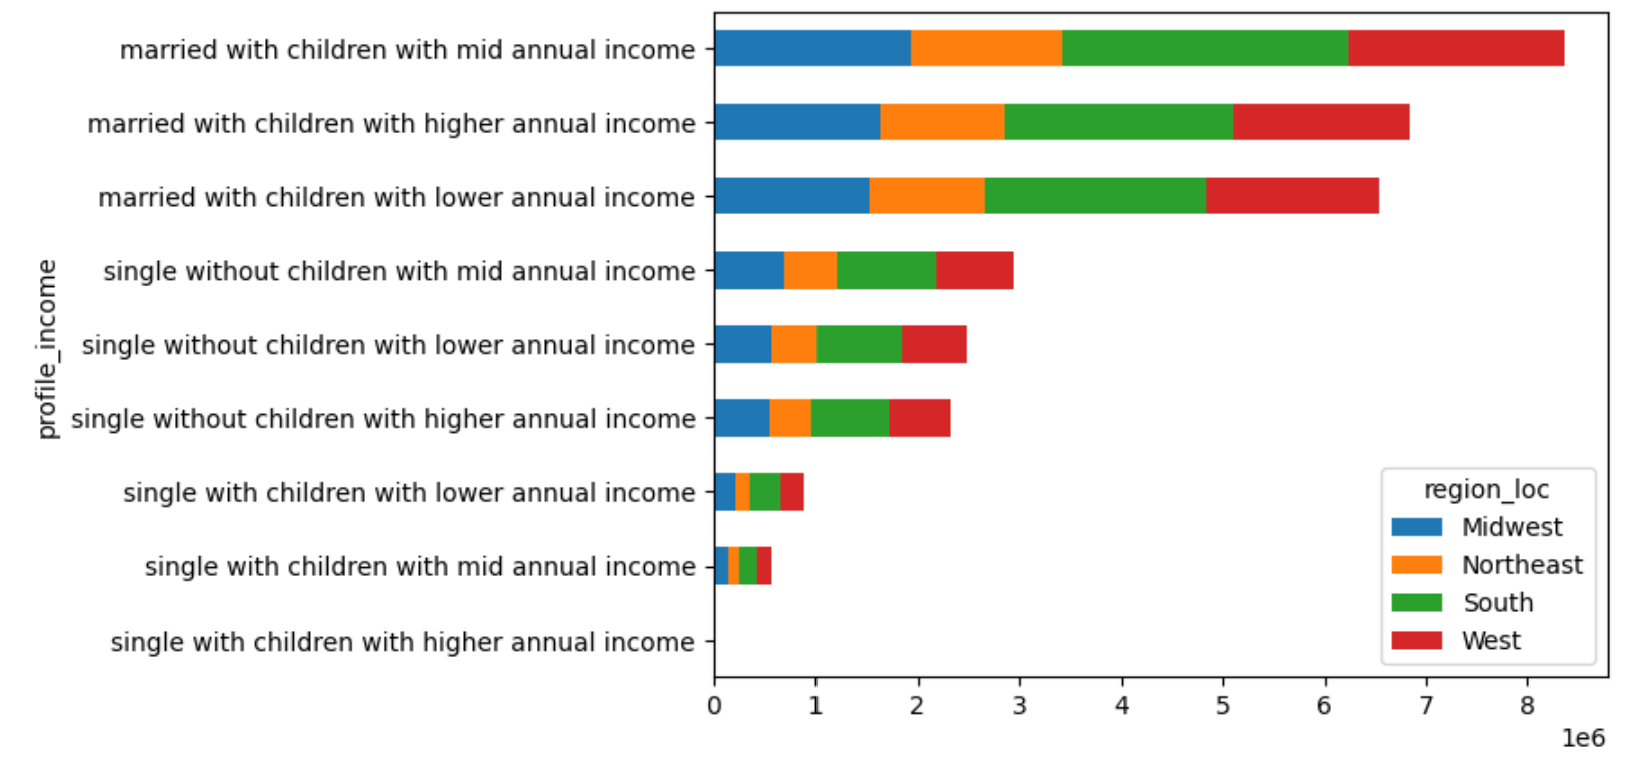 profile_income
married with children with mid annual income
married with children with higher annual income
married with children with lower annual income
single without children with mid annual income
single without children with lower annual income
single without children with higher annual income
single with children with lower annual income
single with children with mid annual income
single with children with higher annual income
region_loc
Midwest
Northeast
South
West
0 1 2 3 4 5 6 7 8
1e6